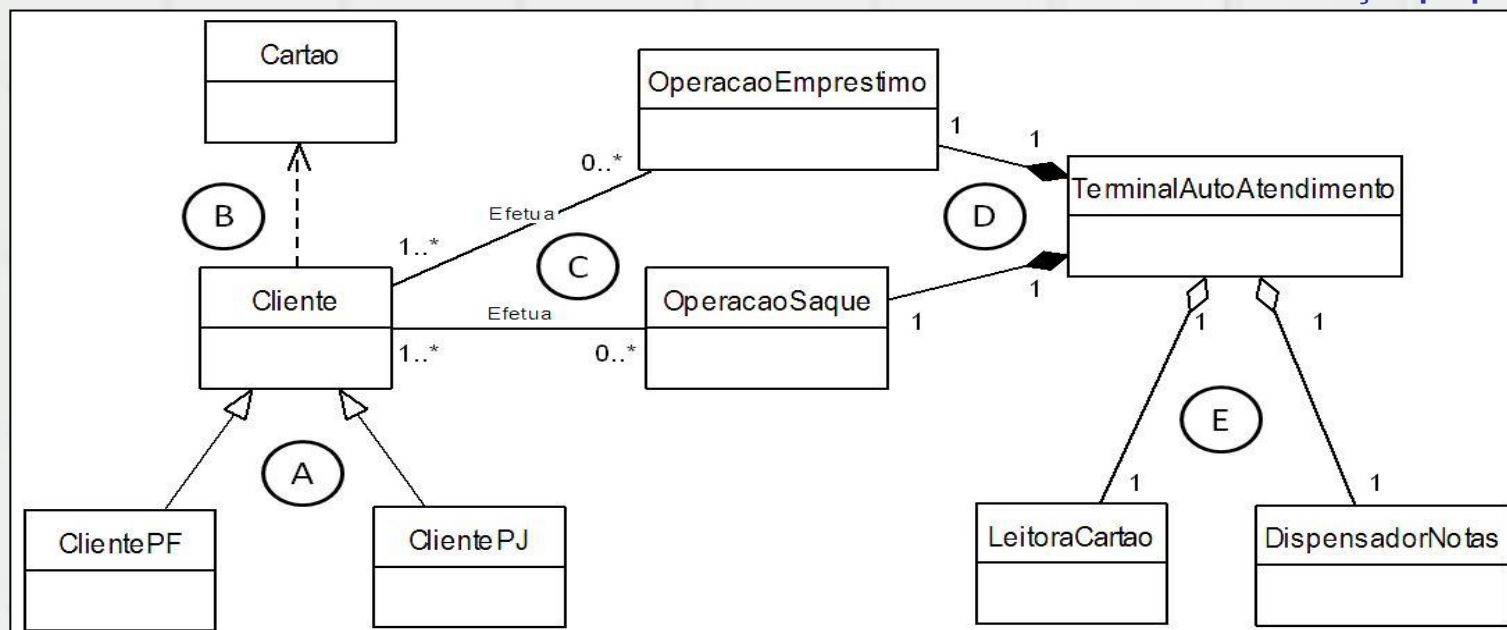 Cartao
OperacaoEmprestimo
1
1
0..*
TerminalAutoAtendimento
B
Efetua
D
1..*
C
Cliente
Efetua
OperacaoSaque
1
1
1..*
0..*
1
1
A
E
1
1
ClientePF
ClientePJ
LeitoraCartao
DispensadorNotas